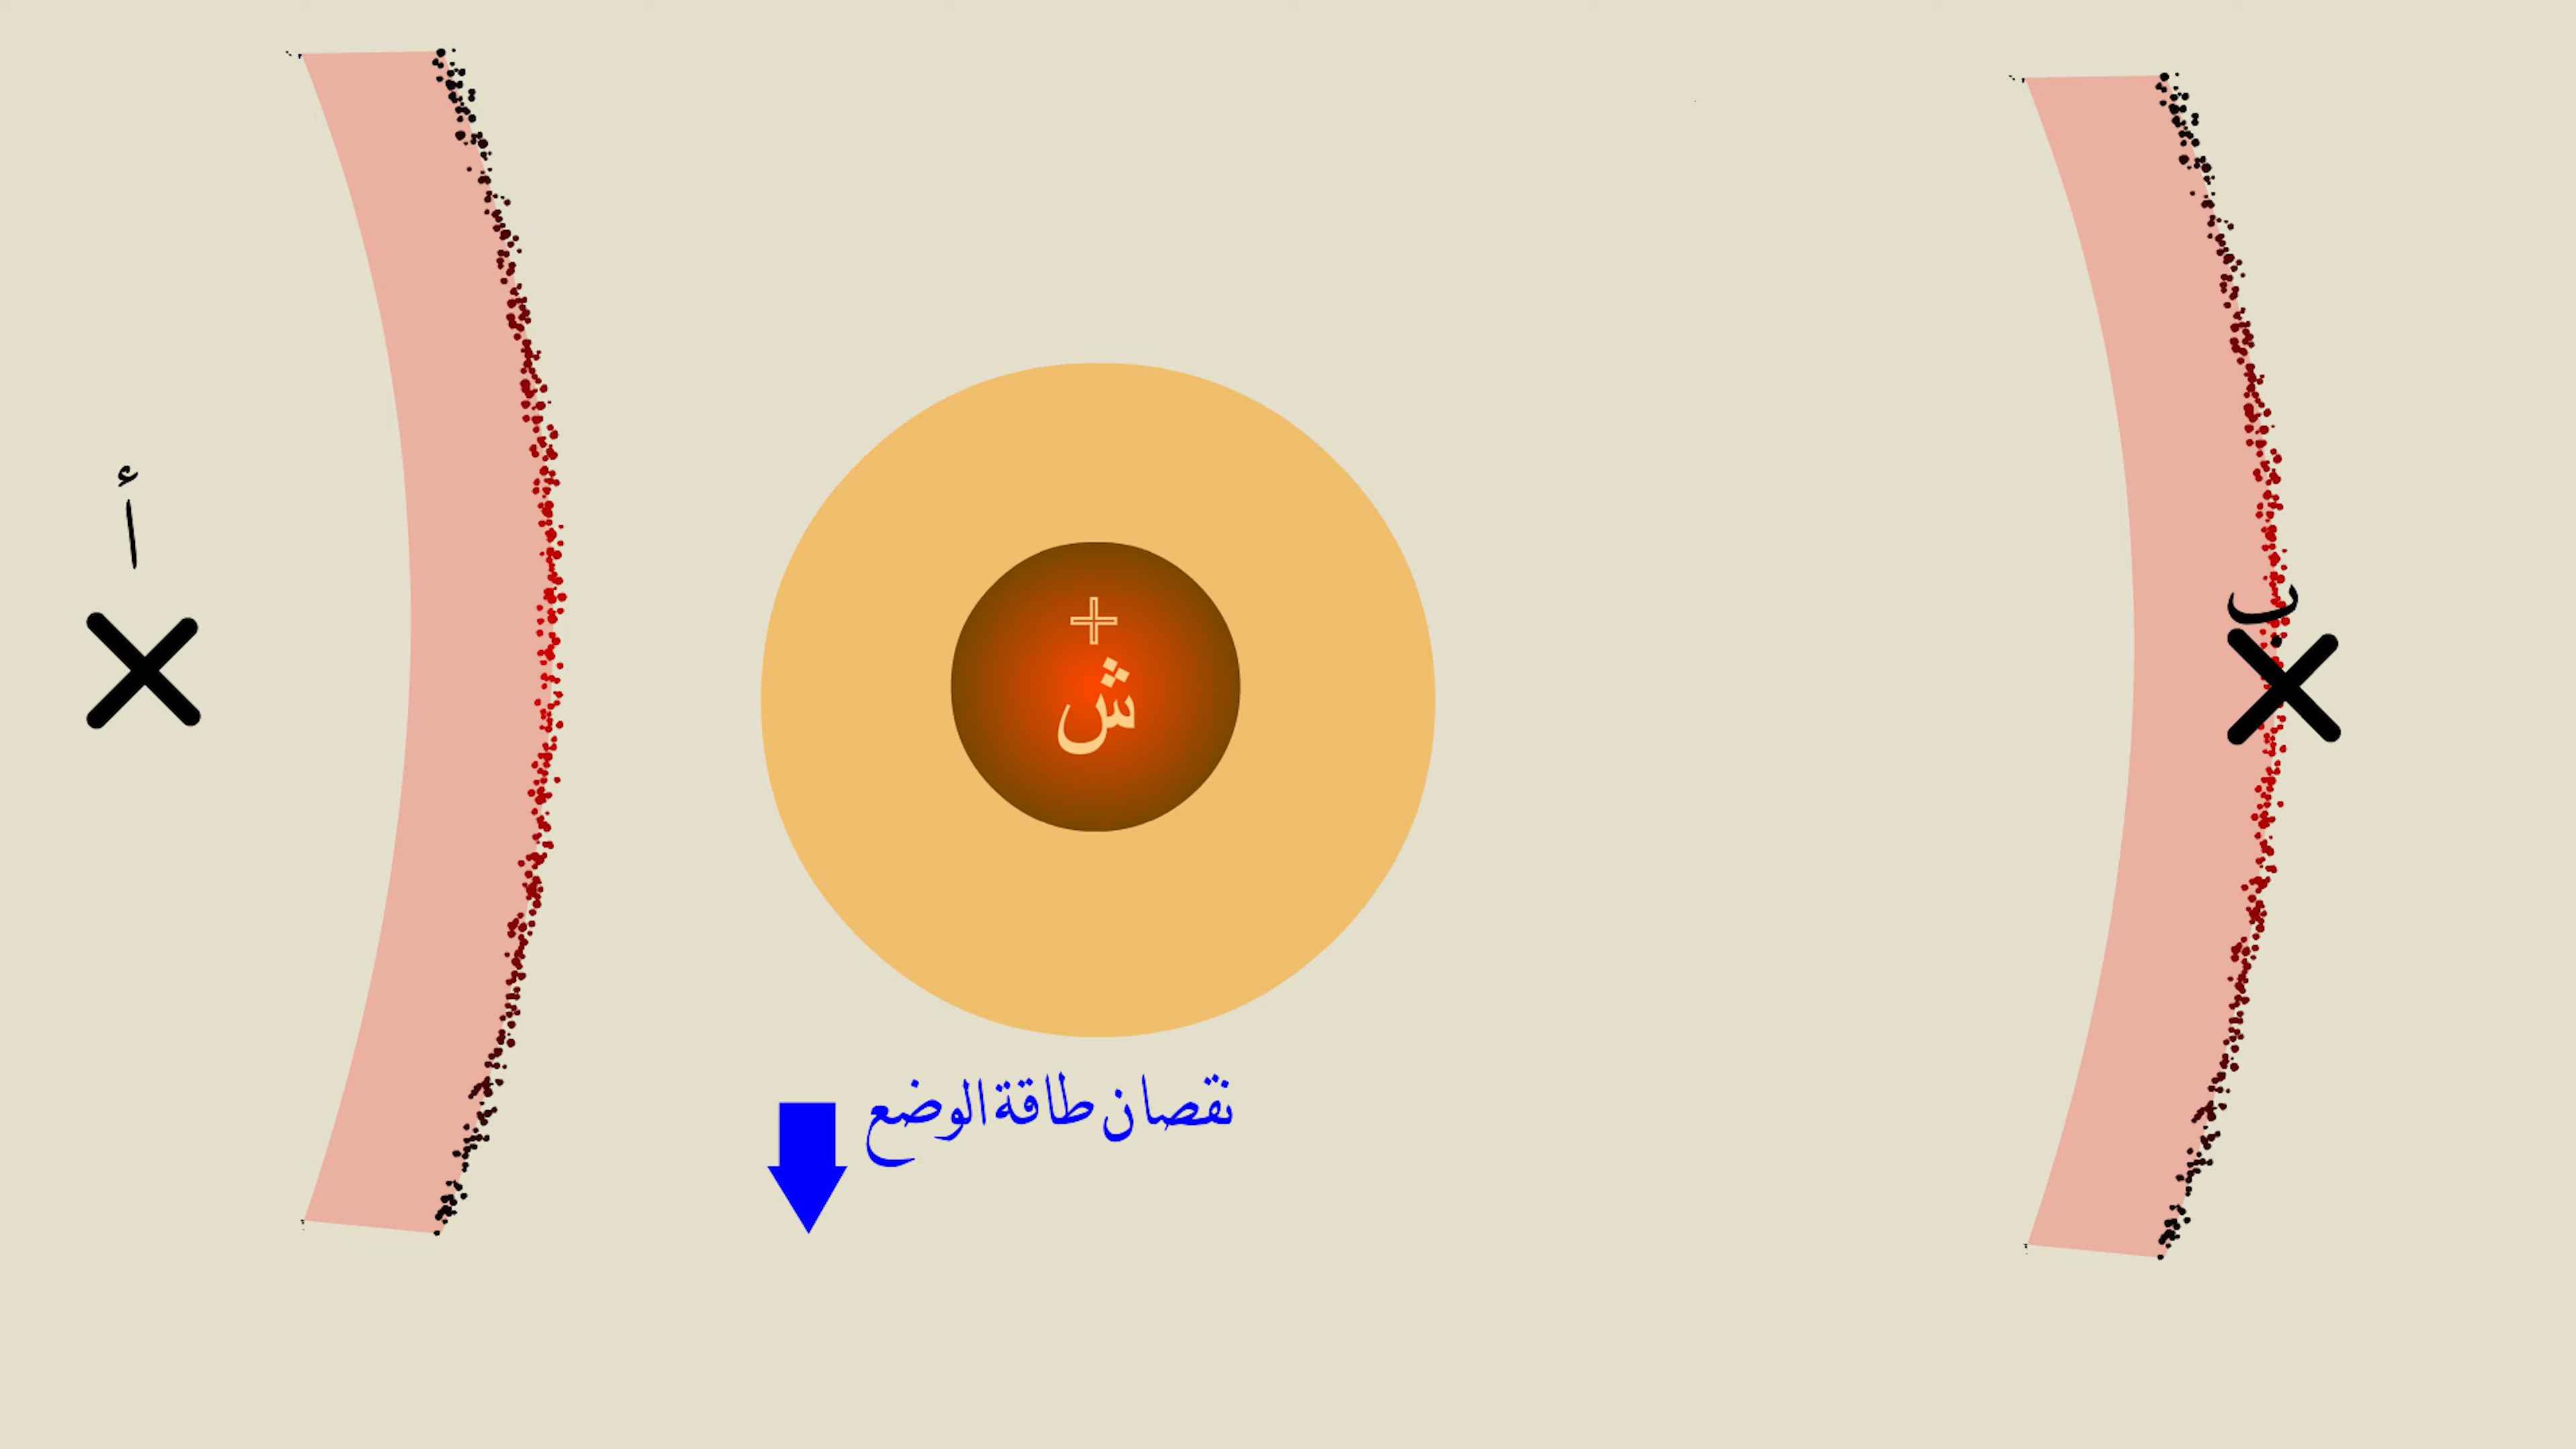 أ
ب
+
ش
نقصان طاقة الوضع